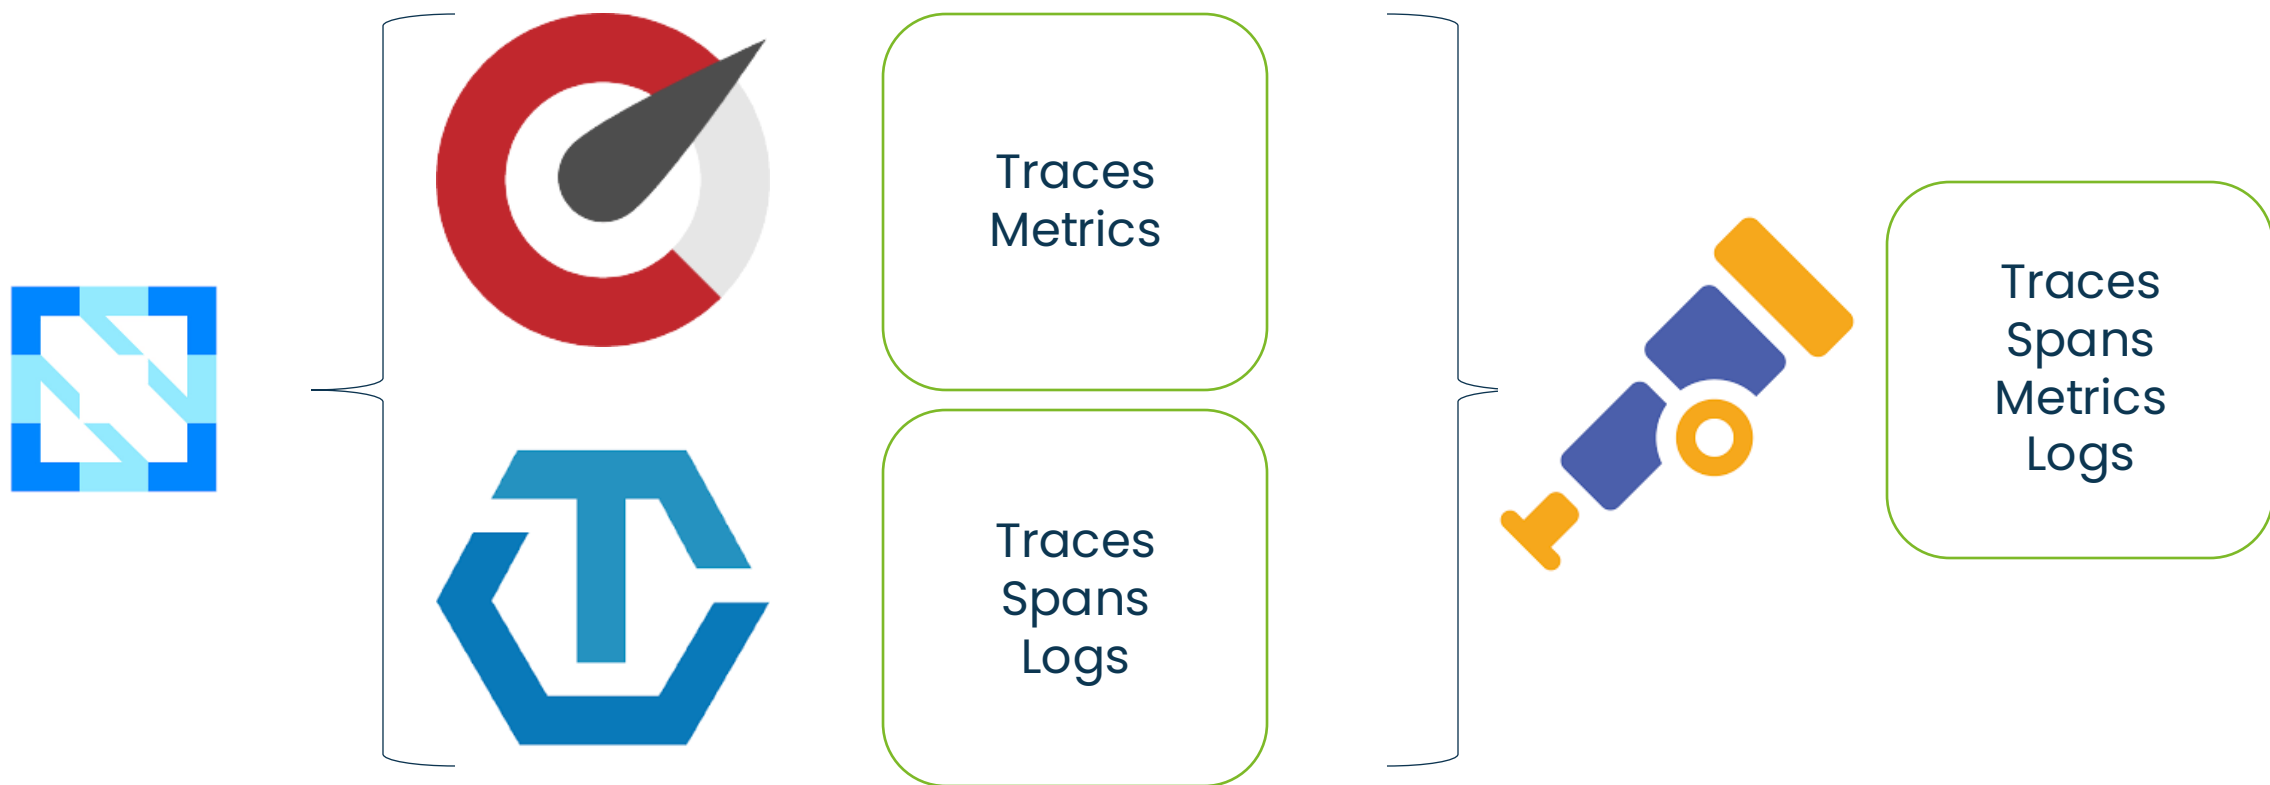 Traces
Metrics
Traces
Spans
Logs
Traces
Spans
Metrics
Logs